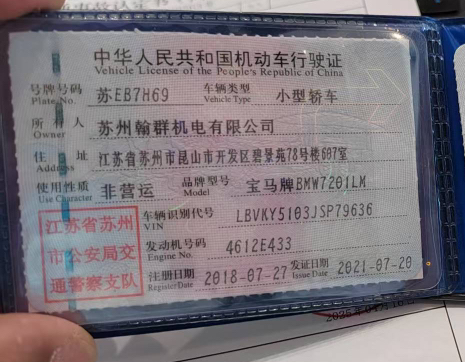 中华人民共和国机动车行驶证
Vehicle License of the People's Republic of China
号牌号码 Plate No. 苏EB7H69 车辆类型 Vehicle Type 小型轿车
所有人 Owner 苏州翰群机电有限公司
住址 Address 江苏省苏州市昆山市开发区碧景苑78号楼607室
使用性质 Use Character 非营运 品牌型号 Model 宝马牌BMW7201LM
江苏省苏州
市公安局交
通警察支队
车辆识别代号 VIN LBVKY5103JSP79636
发动机号码 Engine No. 4612E433
注册日期 Register Date 2018-07-27 发证日期 Issue Date 2021-07-20